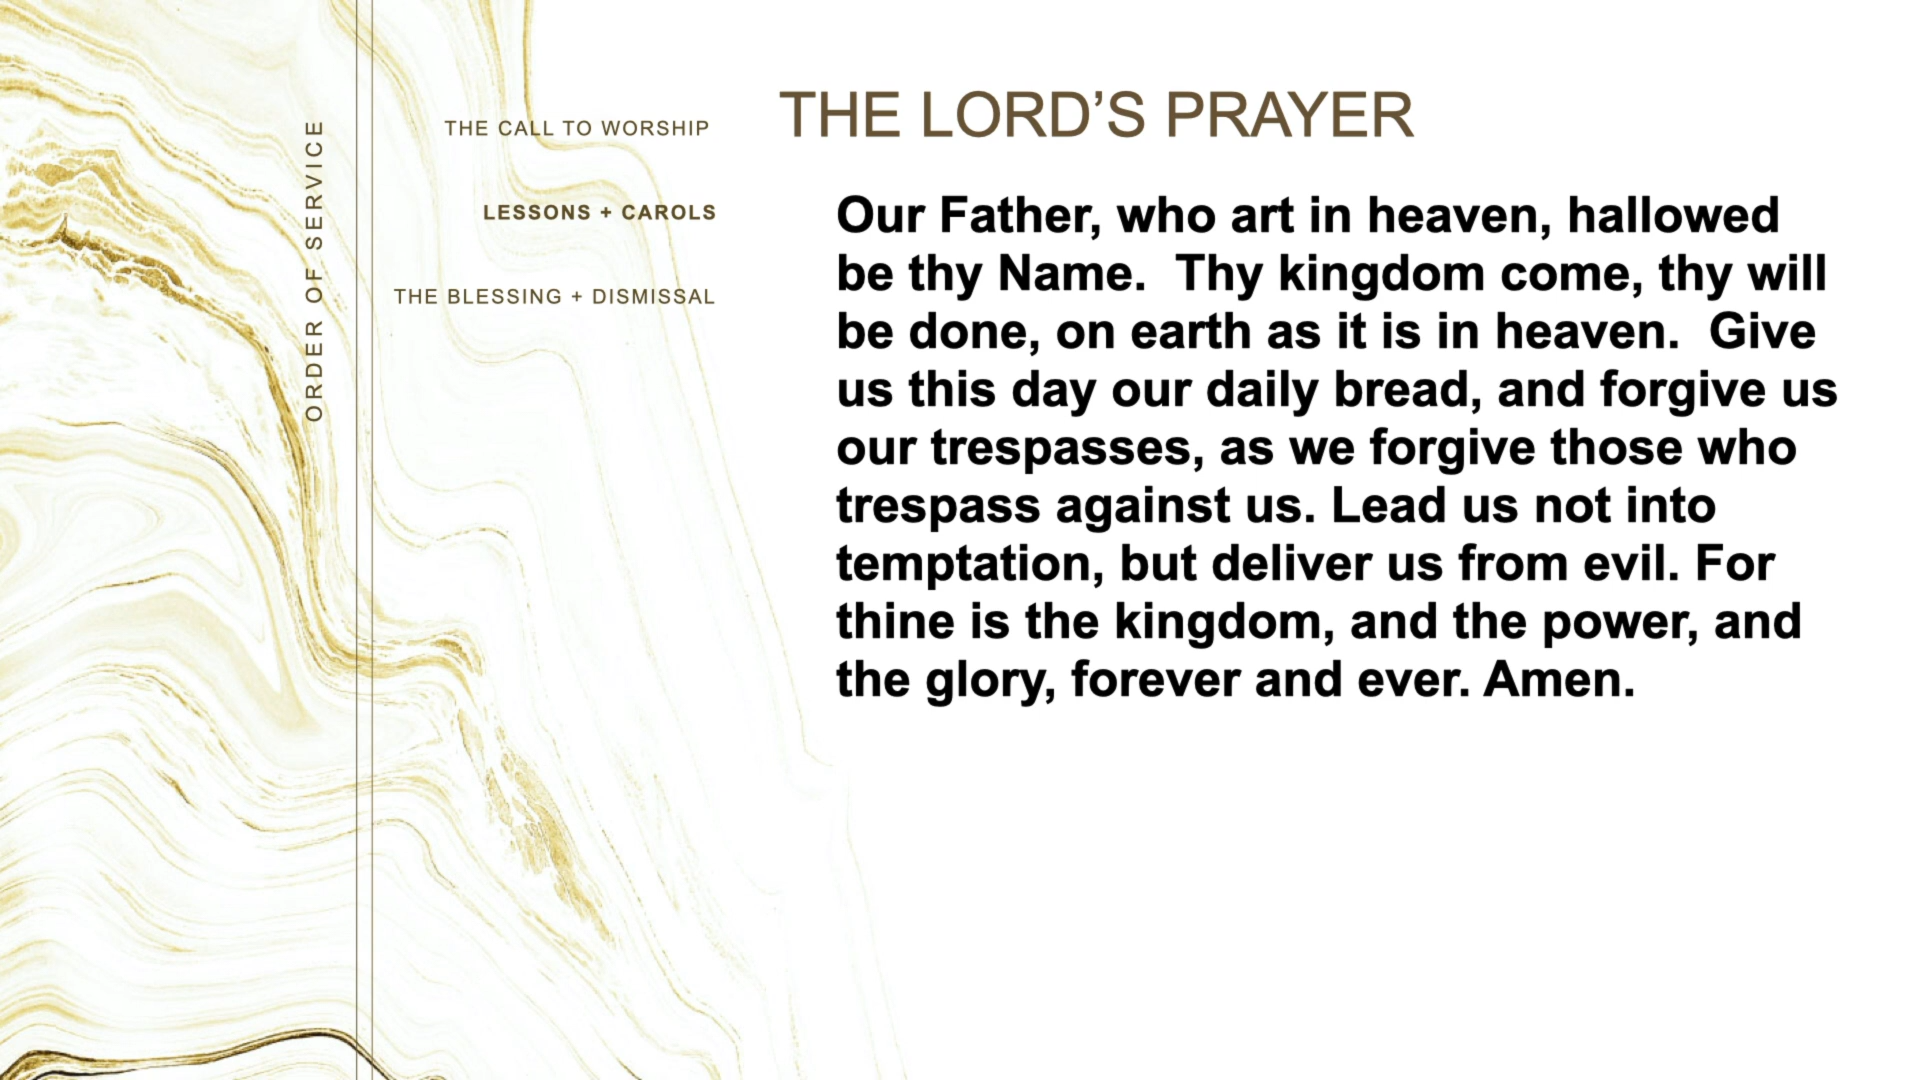 ORDER OF SERVICE
THE CALL TO WORSHIP
LESSONS + CAROLS
THE BLESSING + DISMISSAL
THE LORD’S PRAYER
Our Father, who art in heaven, hallowed
be thy Name.  Thy kingdom come, thy will
be done, on earth as it is in heaven.  Give
us this day our daily bread, and forgive us
our trespasses, as we forgive those who
trespass against us. Lead us not into
temptation, but deliver us from evil. For
thine is the kingdom, and the power, and
the glory, forever and ever. Amen.